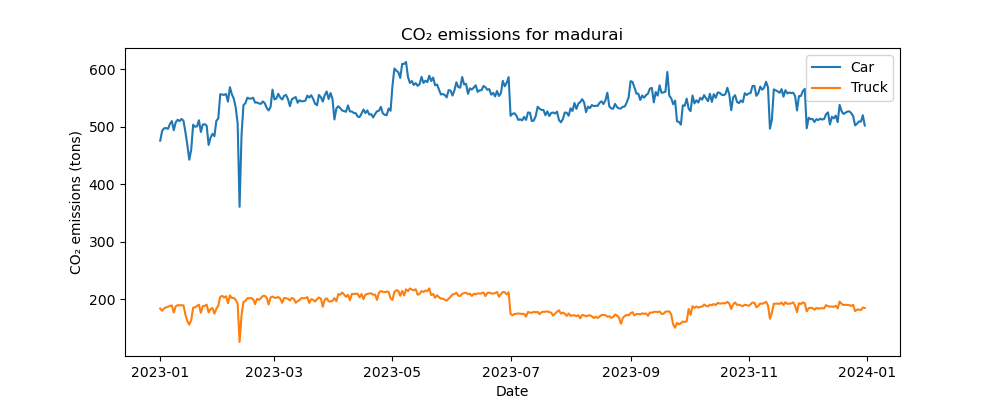 CO₂ emissions for madurai
Car
Truck
CO₂ emissions (tons)
600
500
400
300
200
2023-01 2023-03 2023-05 2023-07 2023-09 2023-11 2024-01
Date